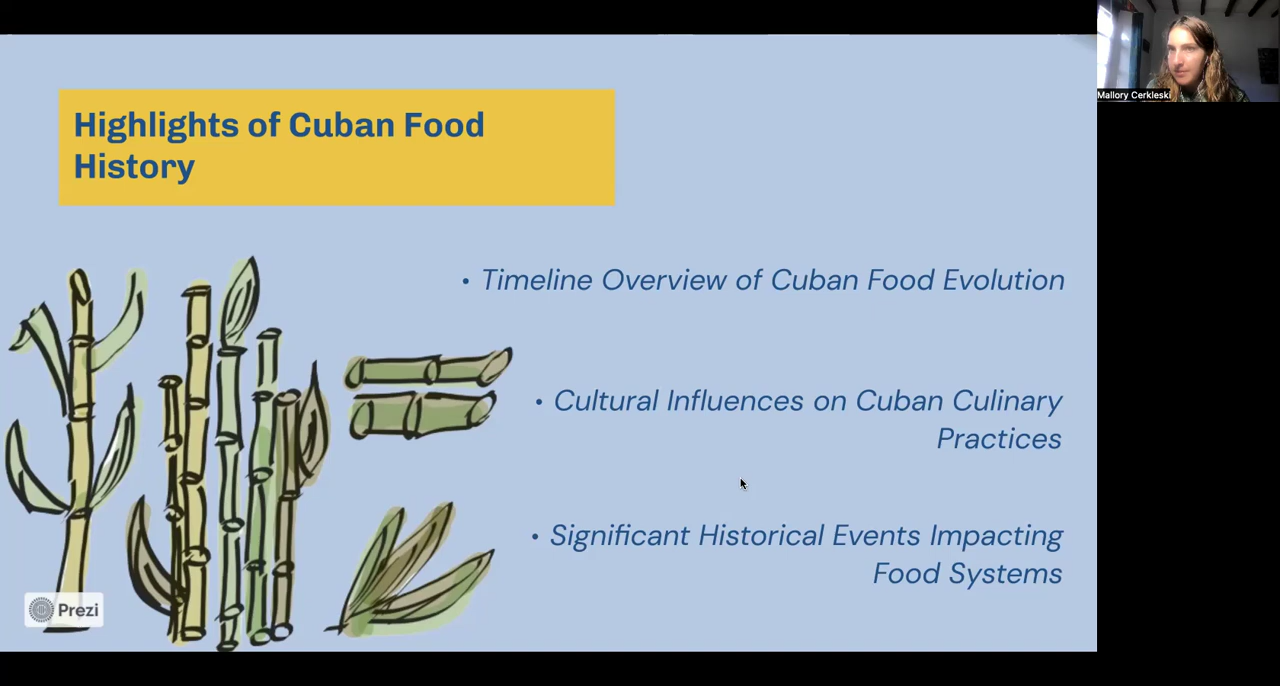 Highlights of Cuban Food
History
• Timeline Overview of Cuban Food Evolution
• Cultural Influences on Cuban Culinary
Practices
• Significant Historical Events Impacting
Food Systems
Prezi
Mallory Cerkleski